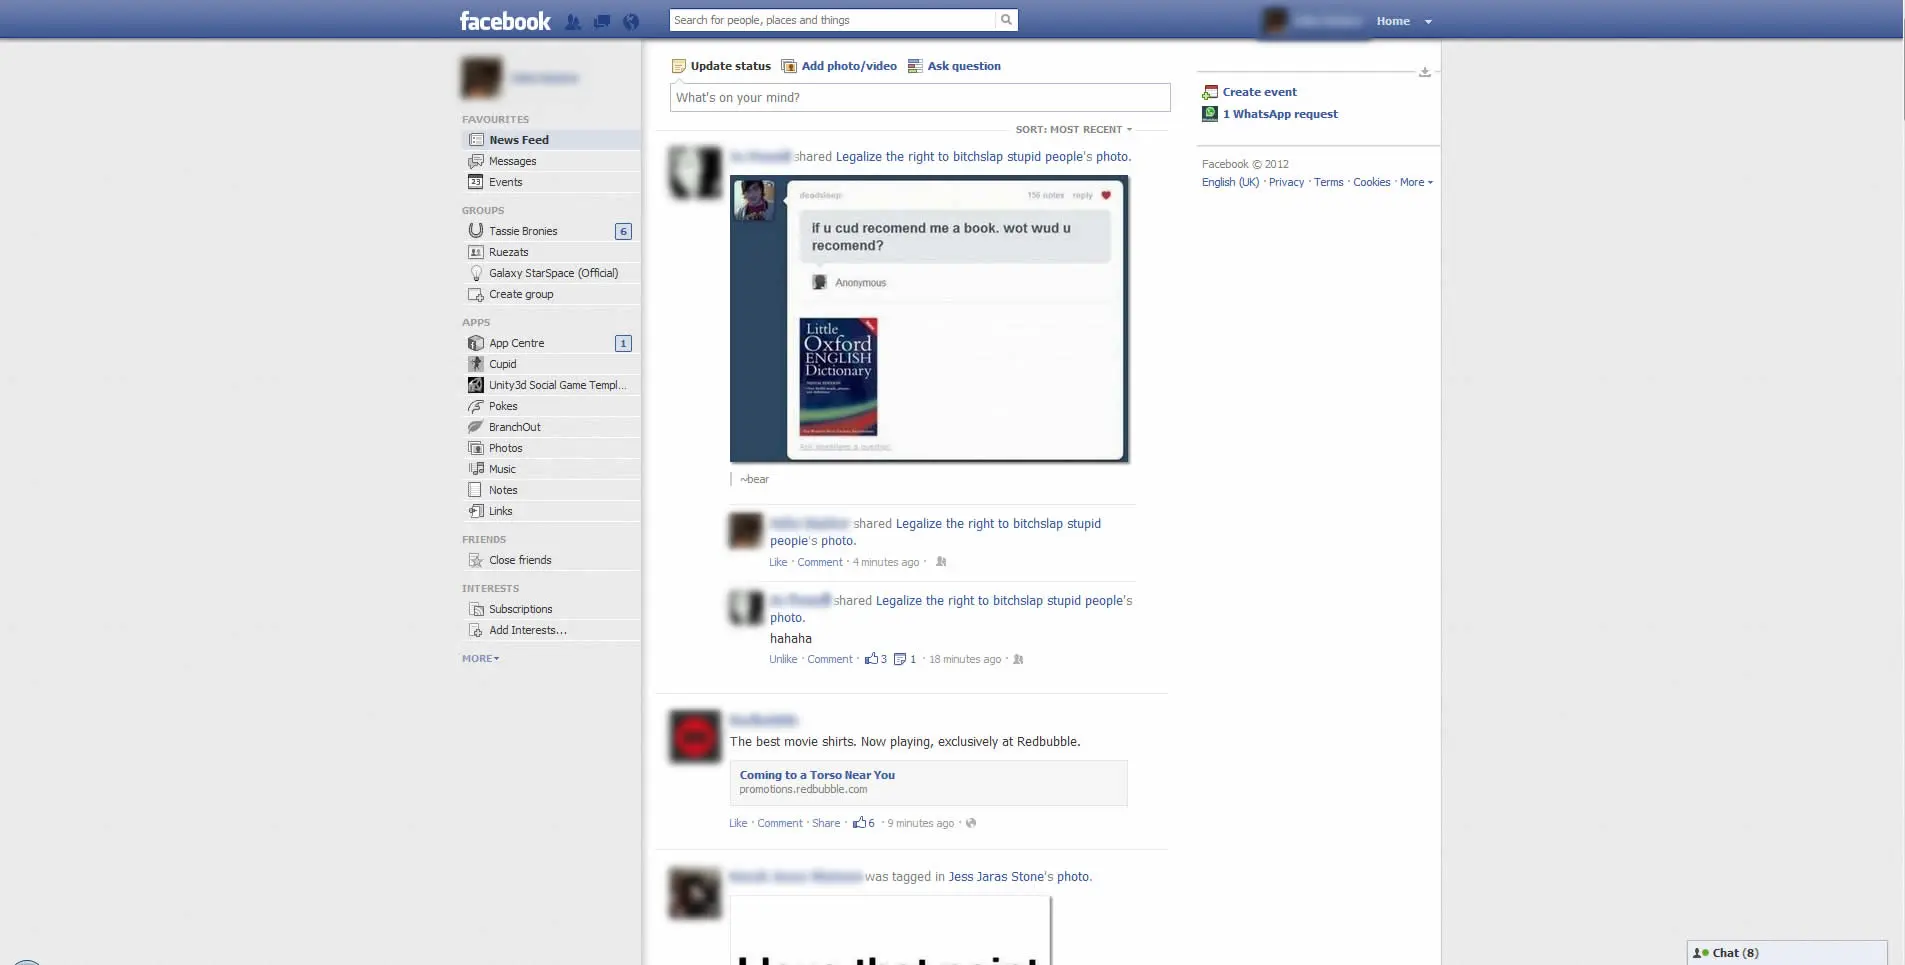 facebook
Search for people, places and things
Home
FAVOURITES
News Feed
Messages
23
Events
GROUPS
Tassie Bronies
6
Ruezats
Galaxy StarSpace (Official)
Create group
APPS
App Centre
1
Cupid
Unity3d Social Game Templ...
Pokes
BranchOut
Photos
Music
Notes
Links
FRIENDS
Close friends
INTERESTS
Subscriptions
Add Interests...
MORE
Update status Add photo/video Ask question
What's on your mind?
SORT: MOST RECENT
shared Legalize the right to bitchslap stupid people's photo.
deadsleep:
156 notes reply
if u cud recomend me a book. wot wud u
recomend?
Anonymous
Little
Oxford
ENGLISH
Dictionary
~bear
shared Legalize the right to bitchslap stupid
people's photo.
Like · Comment · 4 minutes ago ·
shared Legalize the right to bitchslap stupid people's
photo.
hahaha
Unlike · Comment · 3 1 · 18 minutes ago ·
The best movie shirts. Now playing, exclusively at Redbubble.
Coming to a Torso Near You
promotions.redbubble.com
Like · Comment · Share · 6 · 9 minutes ago ·
was tagged in Jess Jaras Stone's photo.
Create event
1 WhatsApp request
Facebook © 2012
English (UK) · Privacy · Terms · Cookies · More
Chat (8)